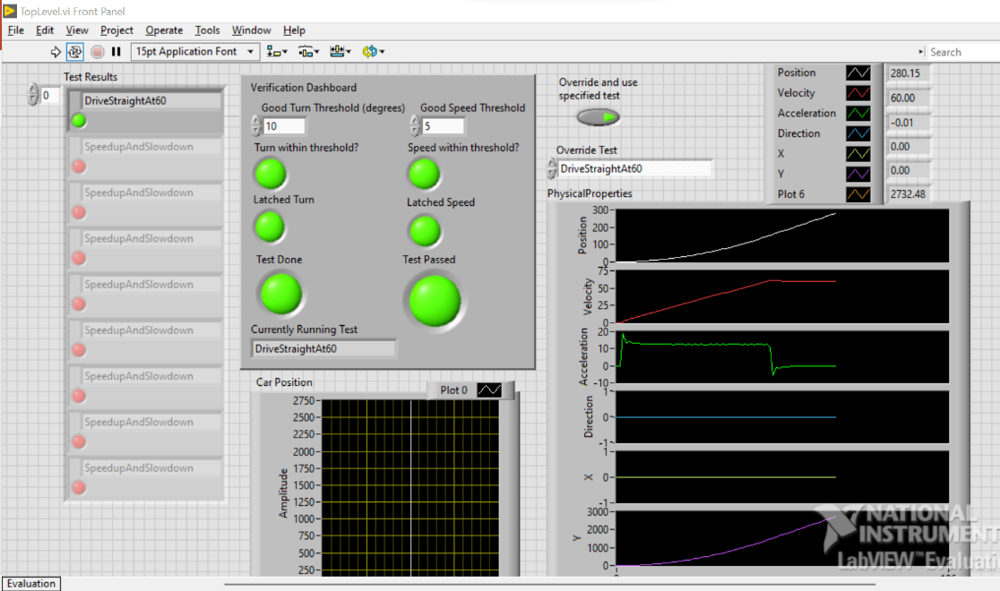 TopLevel.vi Front Panel
File Edit View Project Operate Tools Window Help
15pt Application Font
Search
Test Results
0
DriveStraightAt60
SpeedupAndSlowdown
SpeedupAndSlowdown
SpeedupAndSlowdown
SpeedupAndSlowdown
SpeedupAndSlowdown
SpeedupAndSlowdown
SpeedupAndSlowdown
SpeedupAndSlowdown
Verification Dashboard
Good Turn Threshold (degrees) Good Speed Threshold
10 5
Turn within threshold? Speed within threshold?
Latched Turn Latched Speed
Test Done Test Passed
Currently Running Test
DriveStraightAt60
Override and use
specified test
Override Test
DriveStraightAt60
Position 280.15
Velocity 60.00
Acceleration -0.01
Direction 0.00
X 0.00
Y 2732.48
Plot 6
PhysicalProperties
Position
300
200
100
0
Velocity
75
50
25
0
Acceleration
20
10
0
-10
Direction
1
0
-1
X
1
0
-1
Y
3000
2000
1000
0
Car Position
Plot 0
Amplitude
2750
2500
2250
2000
1750
1500
1250
1000
750
500
250
NATIONAL
INSTRUMENT
LabVIEW™ Evaluati
Evaluation